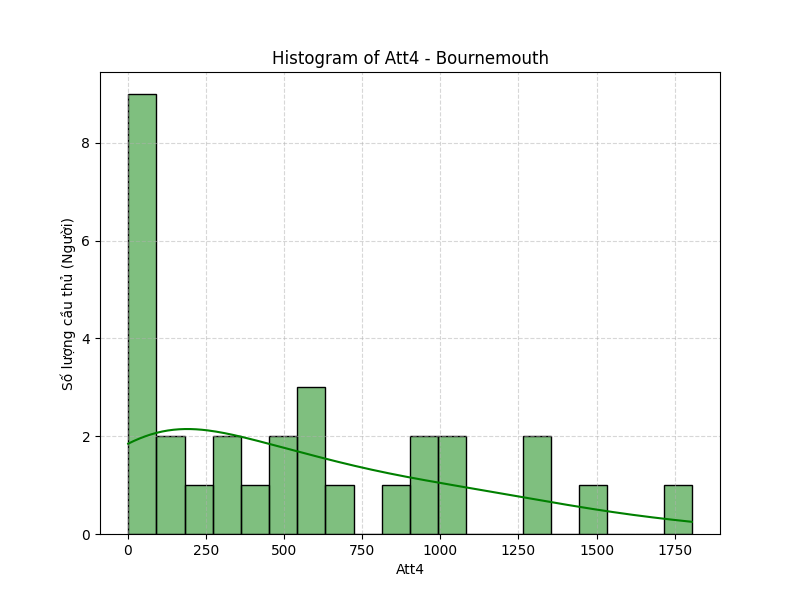 Histogram of Att4 - Bournemouth
Số lượng cầu thủ (Người)
8
6
4
2
0
0 250 500 750 1000 1250 1500 1750
Att4